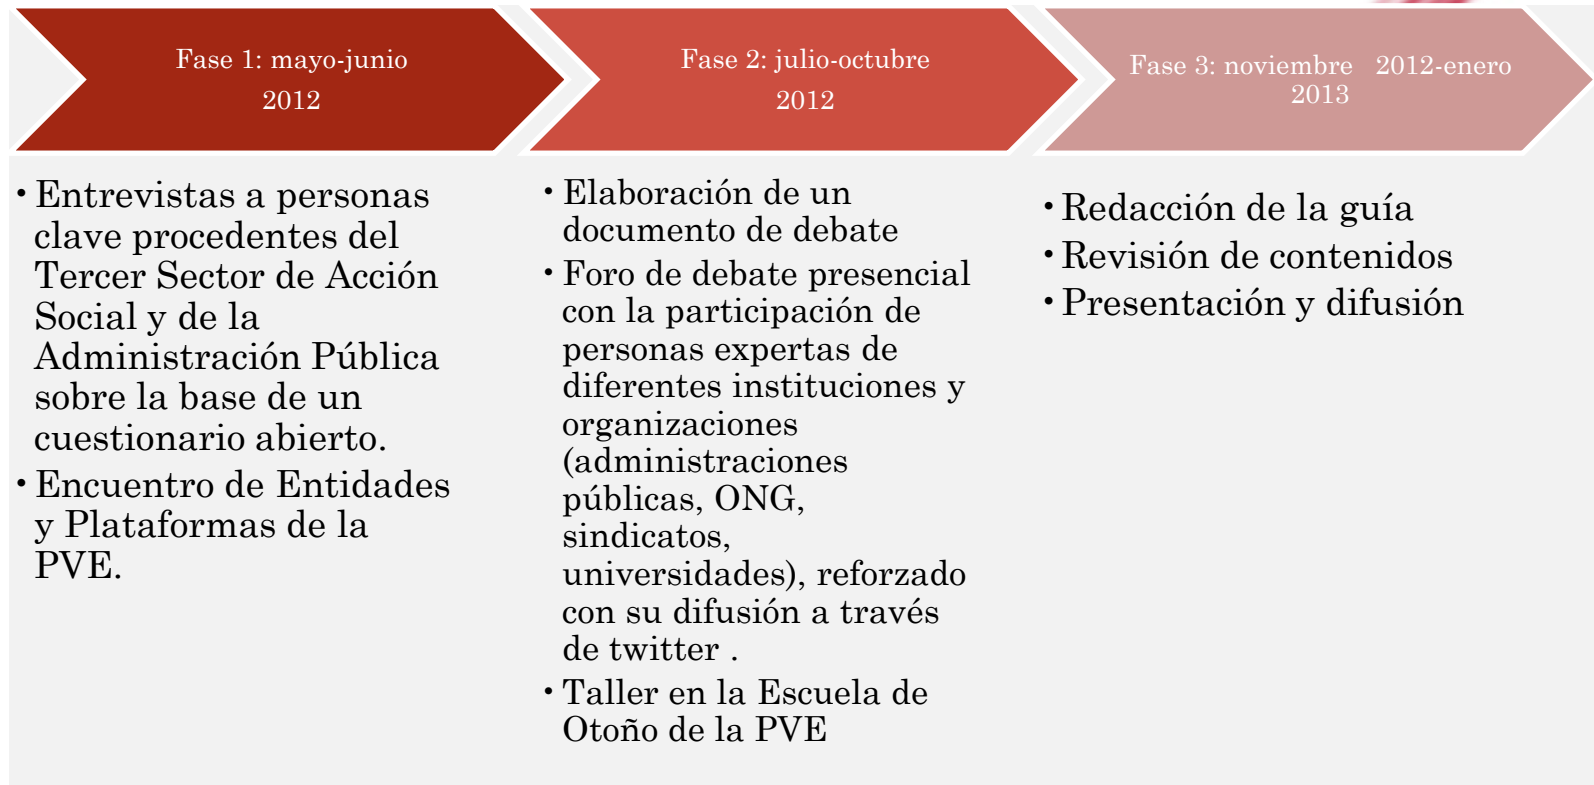 Fase 1: mayo-junio
2012
Fase 2: julio-octubre
2012
Fase 3: noviembre 2012-enero
2013
• Entrevistas a personas
clave procedentes del
Tercer Sector de Acción
Social y de la
Administración Pública
sobre la base de un
cuestionario abierto.
• Encuentro de Entidades
y Plataformas de la
PVE.
• Elaboración de un
documento de debate
• Foro de debate presencial
con la participación de
personas expertas de
diferentes instituciones y
organizaciones
(administraciones
públicas, ONG,
sindicatos,
universidades), reforzado
con su difusión a través
de twitter .
• Taller en la Escuela de
Otoño de la PVE
• Redacción de la guía
• Revisión de contenidos
• Presentación y difusión